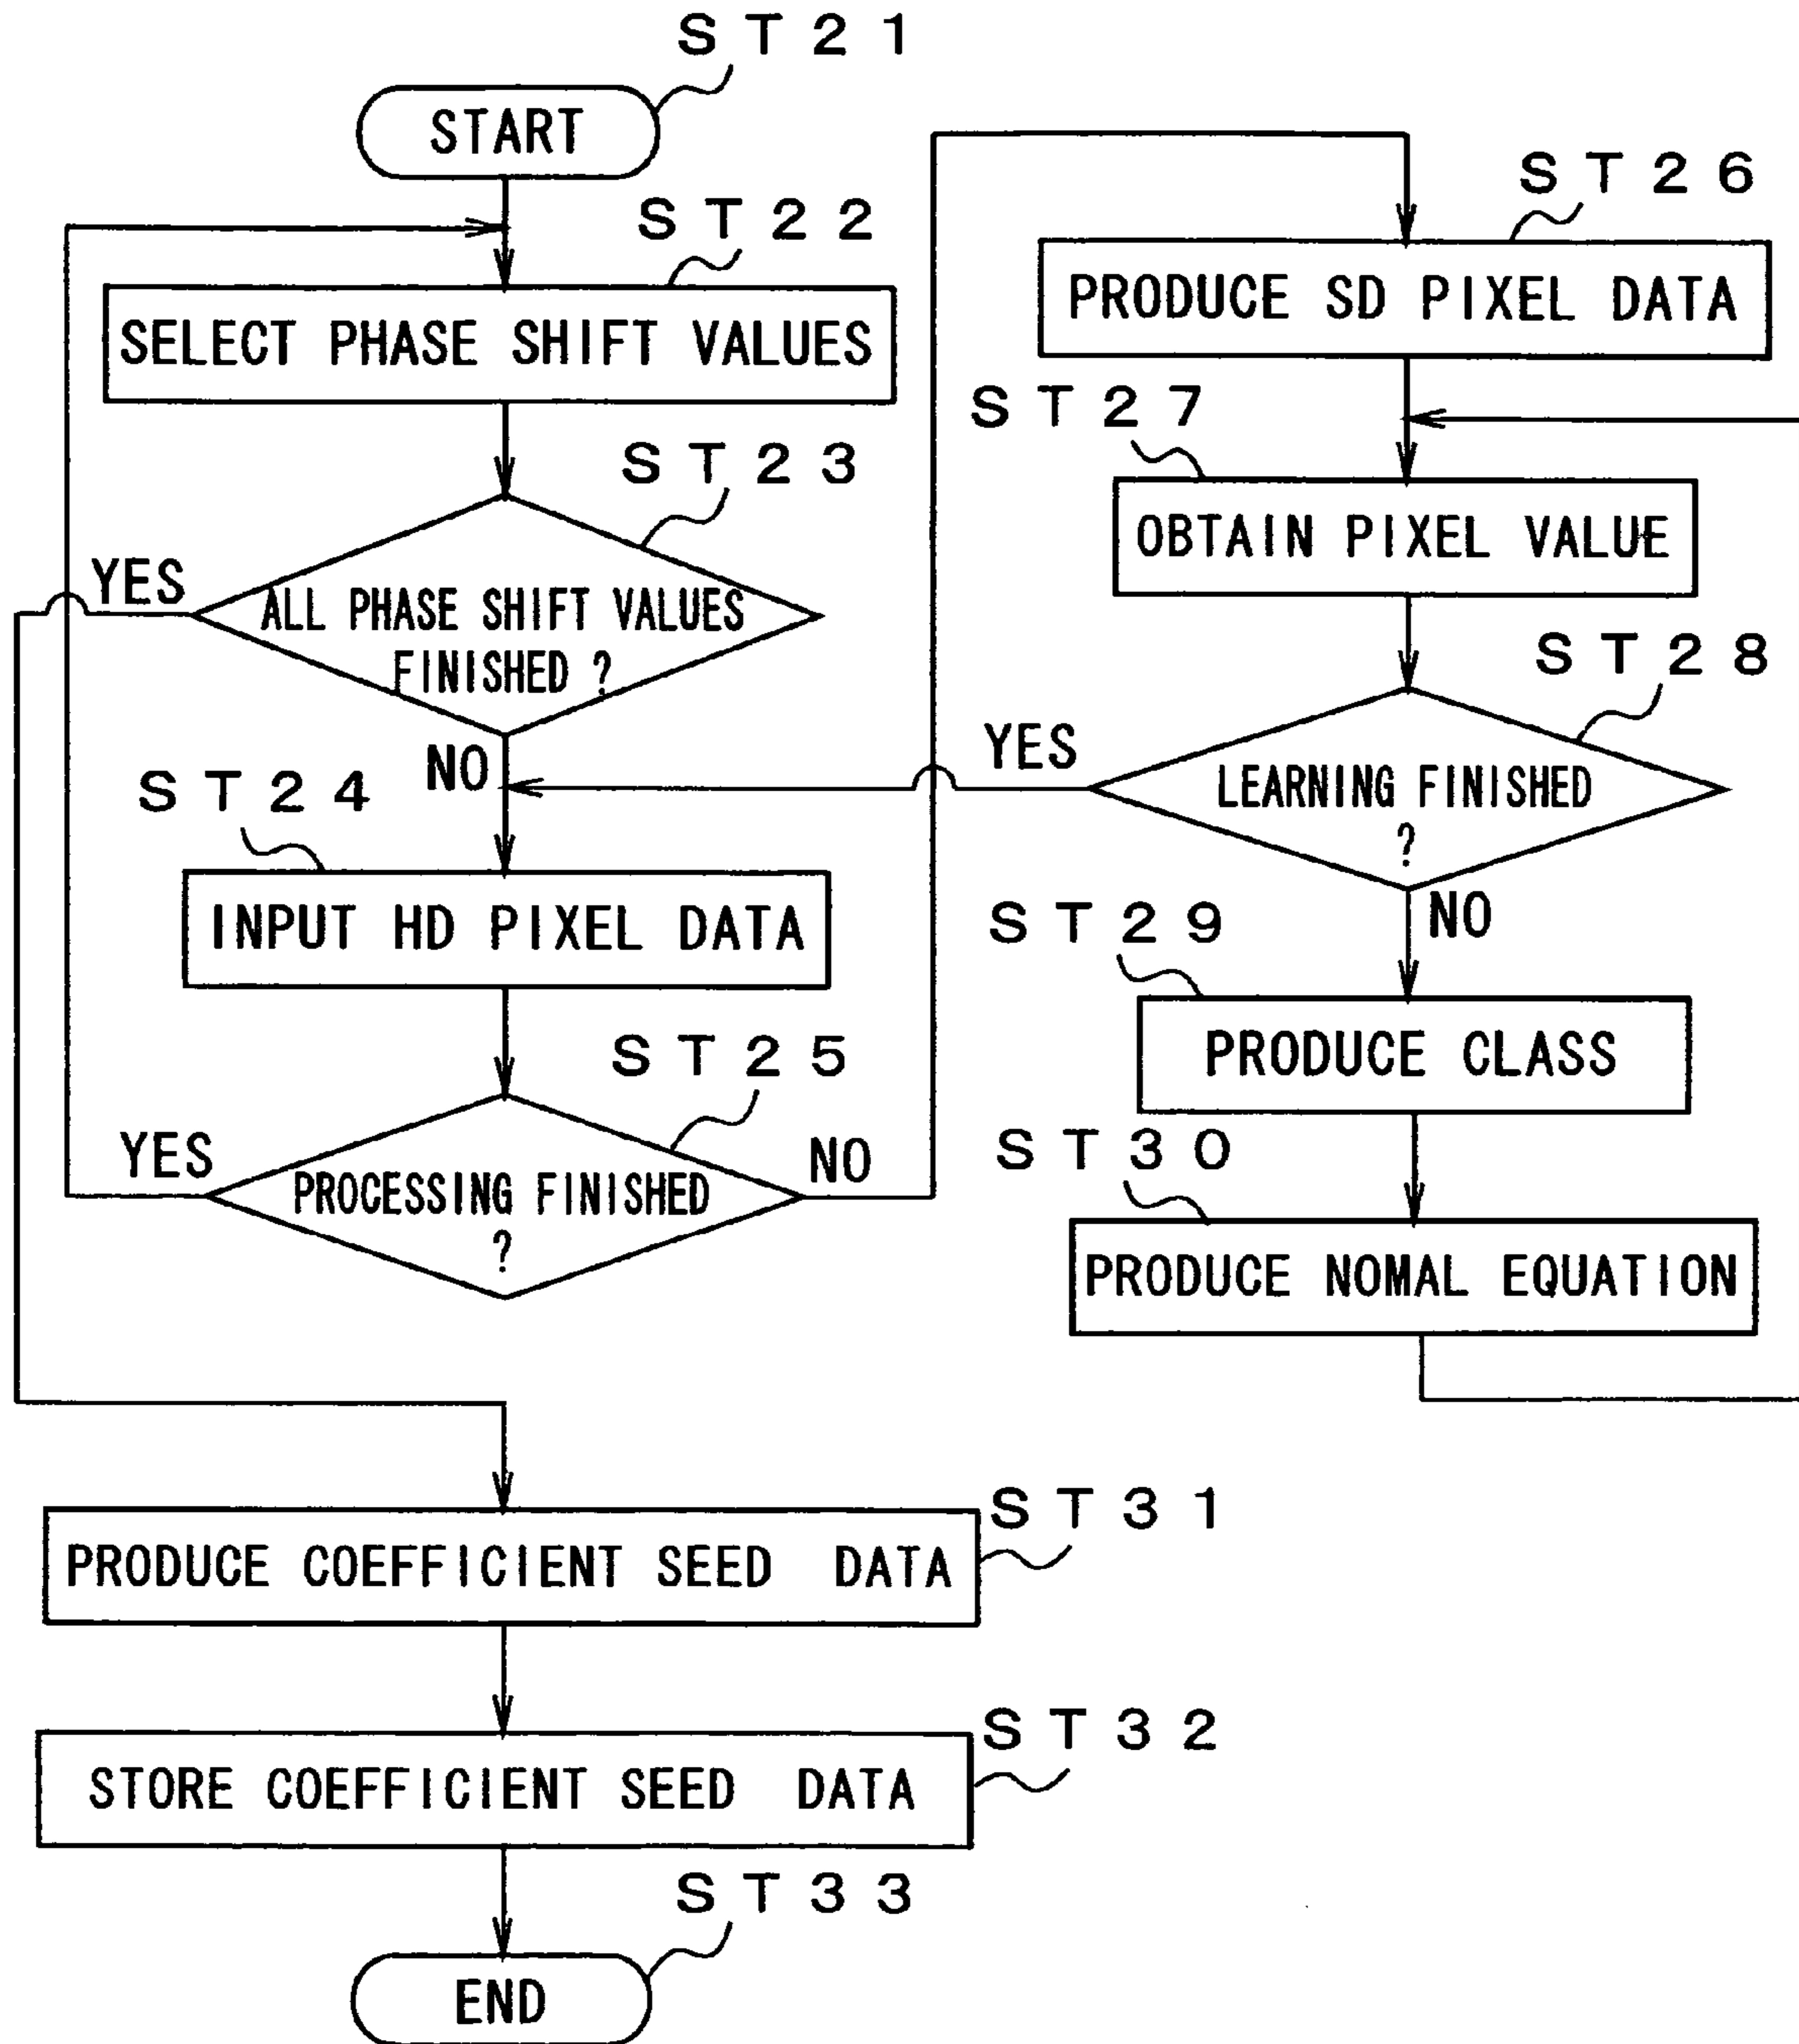 ST21
START
ST22
SELECT PHASE SHIFT VALUES
ST23
YES
ALL PHASE SHIFT VALUES
FINISHED ?
NO
ST24
INPUT HD PIXEL DATA
ST25
YES
NO
PROCESSING FINISHED
?
ST26
PRODUCE SD PIXEL DATA
ST27
OBTAIN PIXEL VALUE
ST28
YES
LEARNING FINISHED
?
NO
ST29
PRODUCE CLASS
ST30
PRODUCE NOMAL EQUATION
ST31
PRODUCE COEFFICIENT SEED DATA
ST32
STORE COEFFICIENT SEED DATA
ST33
END